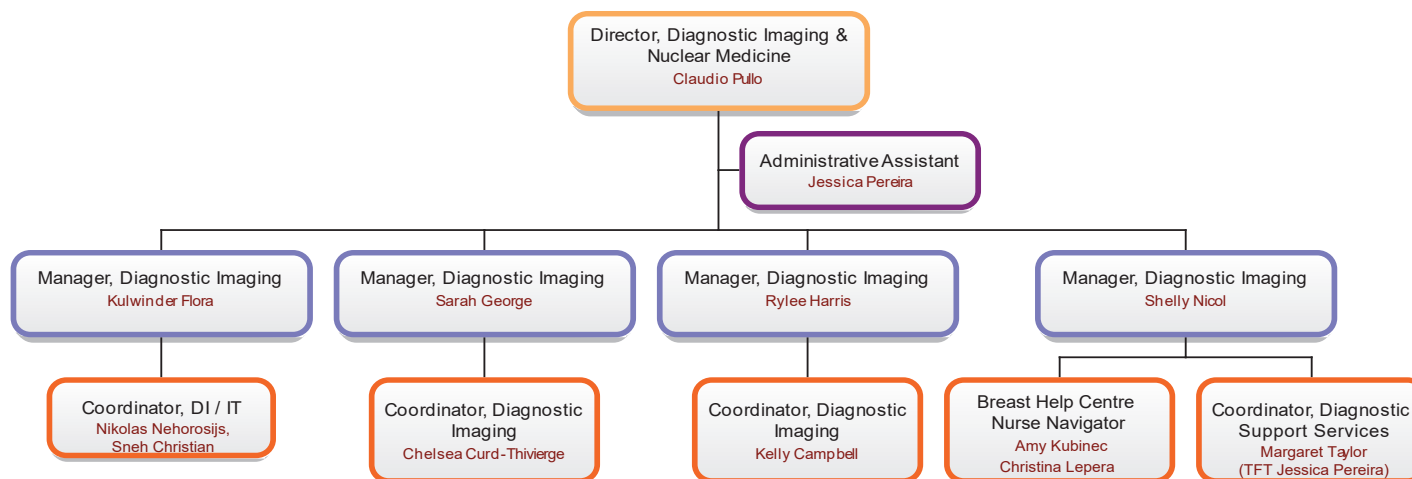 Director, Diagnostic Imaging &
Nuclear Medicine
Claudio Pullo
Administrative Assistant
Jessica Pereira
Manager, Diagnostic Imaging
Kulwinder Flora
Manager, Diagnostic Imaging
Sarah George
Manager, Diagnostic Imaging
Rylee Harris
Manager, Diagnostic Imaging
Shelly Nicol
Coordinator, DI / IT
Nikolas Nehorosijs,
Sneh Christian
Coordinator, Diagnostic
Imaging
Chelsea Curd-Thivierge
Coordinator, Diagnostic
Imaging
Kelly Campbell
Breast Help Centre
Nurse Navigator
Amy Kubinec
Christina Lepera
Coordinator, Diagnostic
Support Services
Margaret Taylor
(TFT Jessica Pereira)